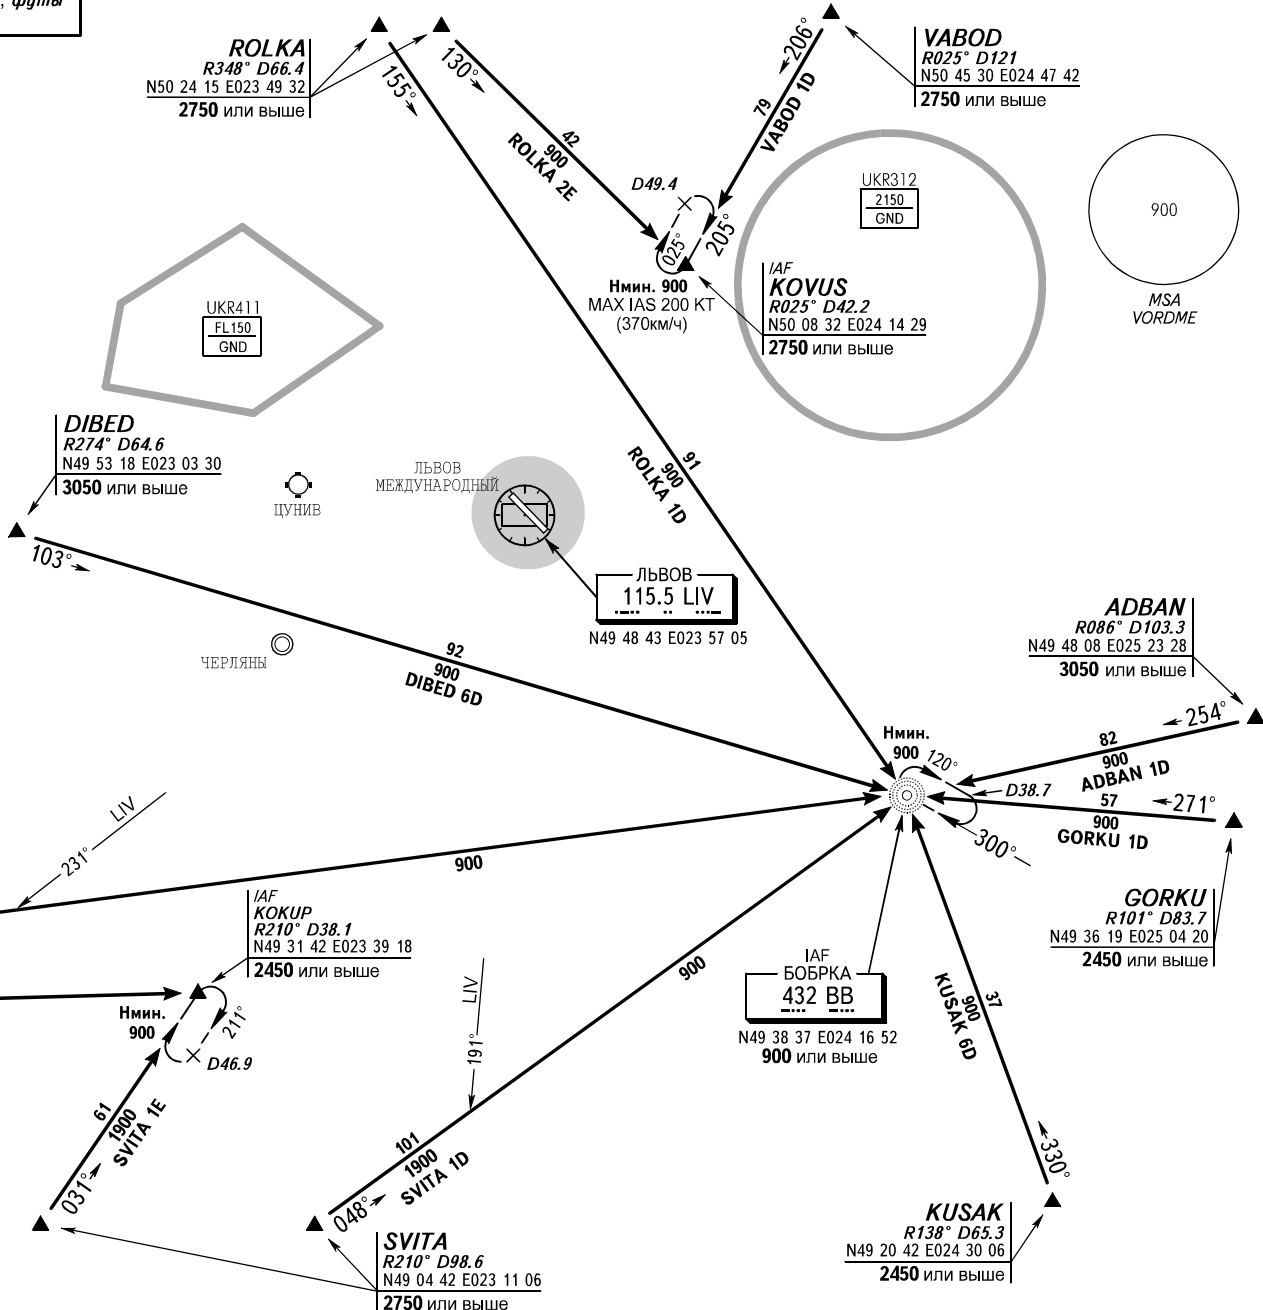 , футы
ROLKA
R348° D66.4
N50 24 15 E023 49 32
2750 или выше
155°
130°
42
900
ROLKA 2E
206°
79
VABOD 1D
VABOD
R025° D121
N50 45 30 E024 47 42
2750 или выше
D49.4
025°
205°
Нмин. 900
MAX IAS 200 KT
(370км/ч)
UKR312
2150
GND
IAF
KOVUS
R025° D42.2
N50 08 32 E024 14 29
2750 или выше
900
MSA
VORDME
UKR411
FL150
GND
DIBED
R274° D64.6
N49 53 18 E023 03 30
3050 или выше
103°
ЦУНИВ
ЛЬВОВ
МЕЖДУНАРОДНЫЙ
91
900
ROLKA 1D
ЛЬВОВ
115.5 LIV
N49 48 43 E023 57 05
ЧЕРЛЯНЫ
92
900
DIBED 6D
ADBAN
R086° D103.3
N49 48 08 E025 23 28
3050 или выше
254°
82
900
ADBAN 1D
Нмин.
900
120°
D38.7
300°
57
900
GORKU 1D
271°
GORKU
R101° D83.7
N49 36 19 E025 04 20
2450 или выше
LIV
231°
900
IAF
KOKUP
R210° D38.1
N49 31 42 E023 39 18
2450 или выше
Нмин.
900
211°
D46.9
61
1900
SVITA 1E
031°
LIV
191°
900
101
1900
SVITA 1D
048°
SVITA
R210° D98.6
N49 04 42 E023 11 06
2750 или выше
IAF
БОБРКА
432 BB
N49 38 37 E024 16 52
900 или выше
37
900
KUSAK 6D
330°
KUSAK
R138° D65.3
N49 20 42 E024 30 06
2450 или выше